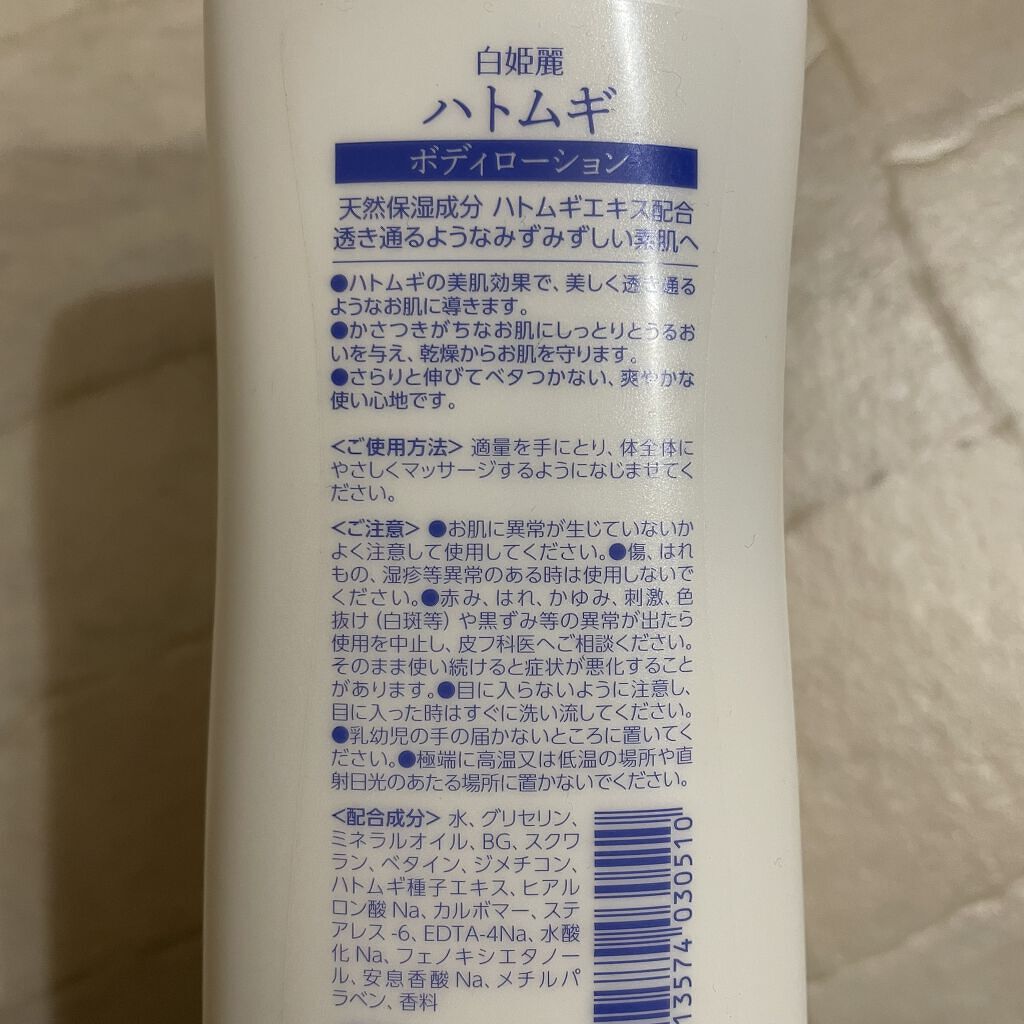 白姫麗
ハトムギ
ボディローション
天然保湿成分 ハトムギエキス配合
透き通るようなみずみずしい素肌へ
●ハトムギの美肌効果で、美しく透き通る
ようなお肌に導きます。
●かさつきがちなお肌にしっとりとうるお
いを与え、乾燥からお肌を守ります。
●さらりと伸びてベタつかない、爽やかな
使い心地です。
<ご使用方法> 適量を手にとり、体全体に
やさしくマッサージするようになじませてく
ださい。
<ご注意> ●お肌に異常が生じていないか
よく注意して使用してください。●傷、はれ
もの、湿疹等異常のある時は使用しないで
ください。●赤み、はれ、かゆみ、刺激、色
抜け (白斑等) や黒ずみ等の異常が出たら
使用を中止し、皮フ科医へご相談ください。
そのまま使い続けると症状が悪化すること
があります。●目に入らないように注意し、
目に入った時はすぐに洗い流してください。
●乳幼児の手の届かないところに置いてく
ださい。●極端に高温又は低温の場所や直
射日光のあたる場所に置かないでください。
<配合成分> 水、グリセリン、
ミネラルオイル、BG、スクワ
ラン、ベタイン、ジメチコン、
ハトムギ種子エキス、ヒアル
ロン酸Na、カルボマー、ステ
アレス-6、EDTA-4Na、水酸
化Na、フェノキシエタノー
ル、安息香酸Na、メチルパ
ラベン、香料
13574 030510